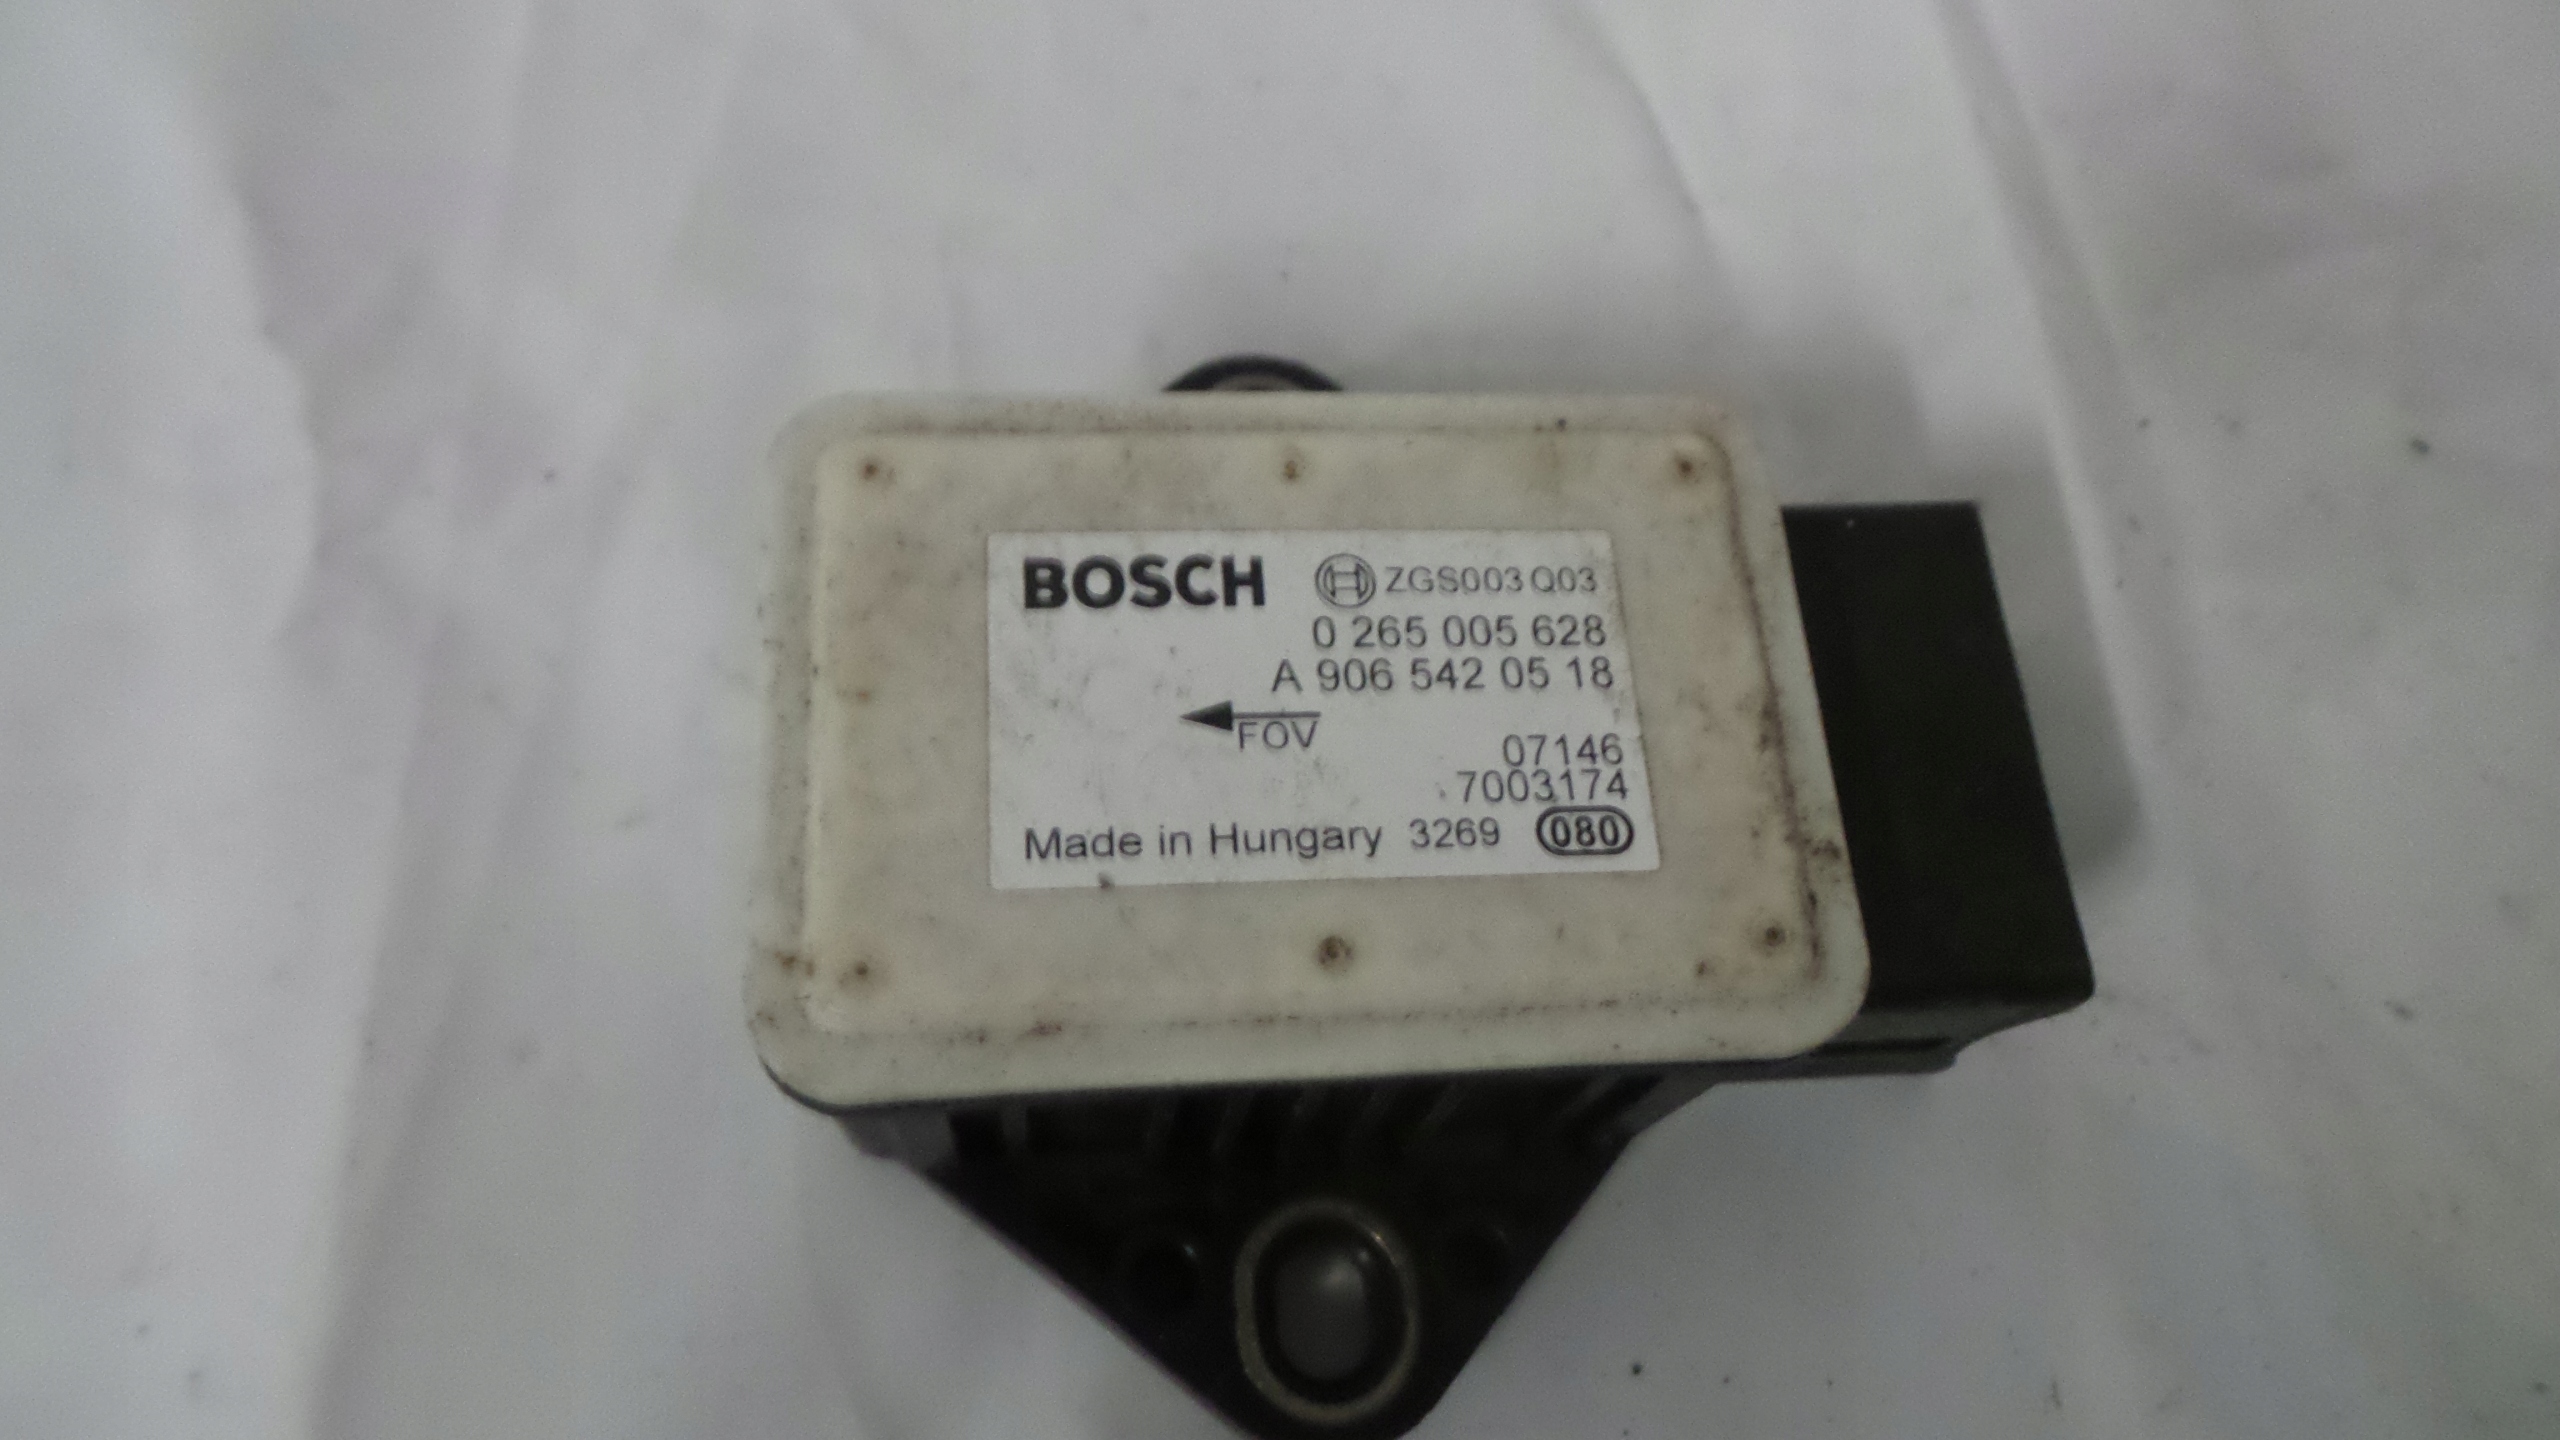 BOSCH ZGS003 Q03
0 265 005 628
A 906 542 05 18
FOV
07146
7003174
Made in Hungary 3269 080